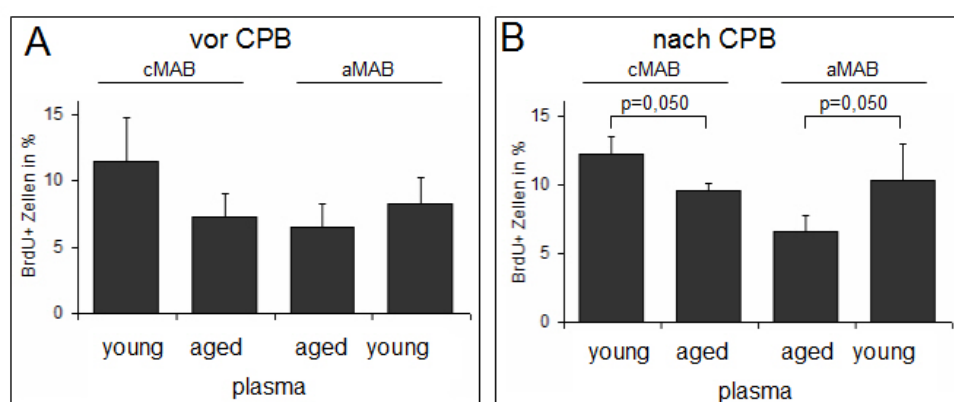 A
vor CPB
cMAB aMAB
BrdU+ Zellen in %
15
10
5
0
young aged aged young
plasma
B
nach CPB
cMAB aMAB
p=0,050 p=0,050
BrdU+ Zellen in %
15
10
5
0
young aged aged young
plasma